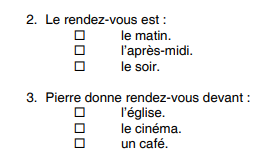 2. Le rendez-vous est :
☐ le matin.
☐ l'après-midi.
☐ le soir.
3. Pierre donne rendez-vous devant :
☐ l'église.
☐ le cinéma.
☐ un café.